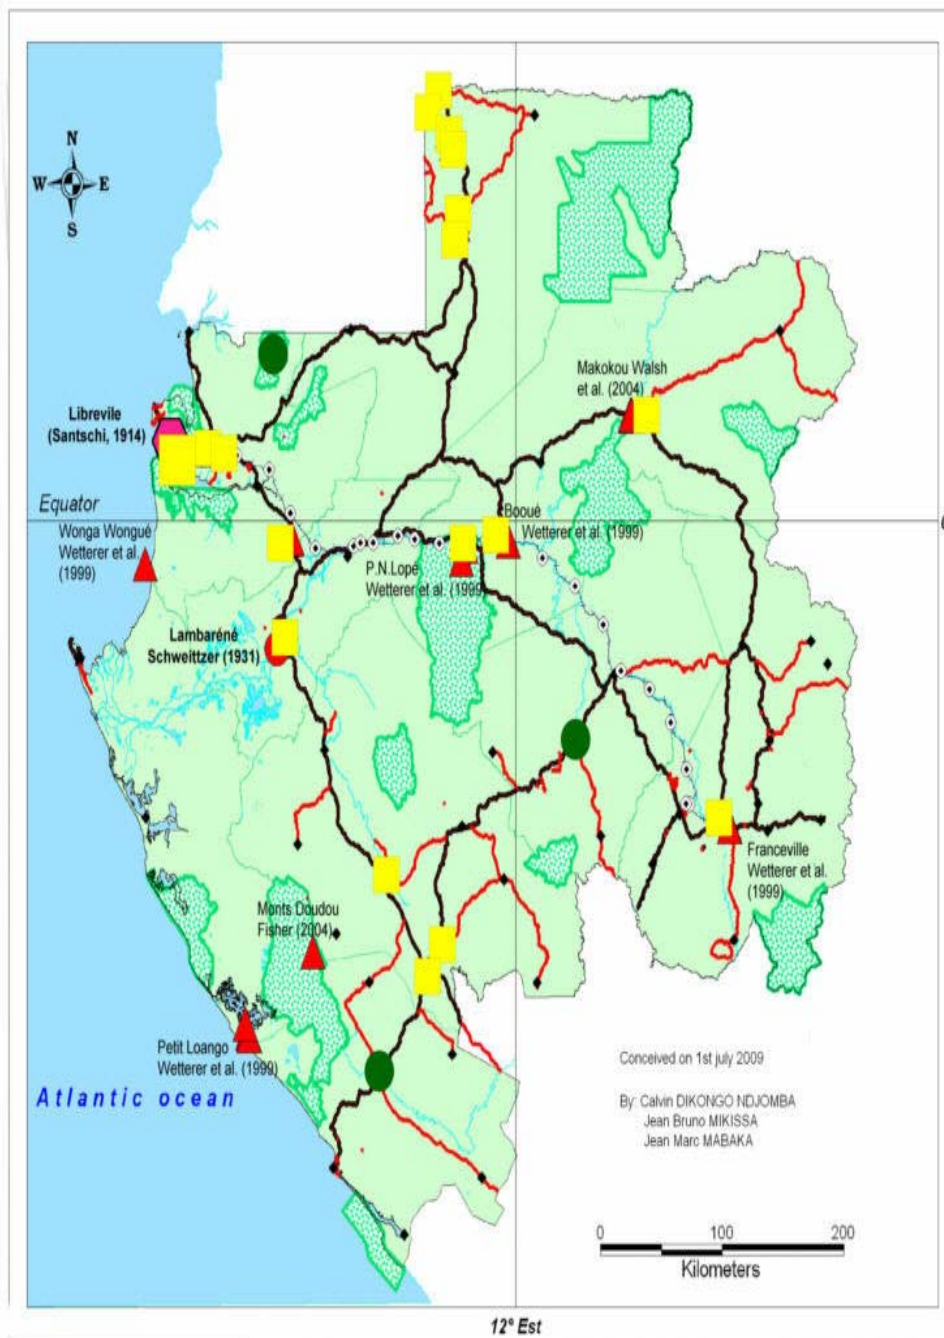 N
W E
S
Makokou Walsh
et al. (2004)
Librevile
(Santschi, 1914)
Equator
Wonga Wongué
Wetterer et al.
(1999)
Booué
Wetterer et al. (1999)
P.N.Lopé
Wetterer et al. (1999)
Lambaréné
Schweittzer (1931)
Franceville
Wetterer et al.
(1999)
Monts Doudou
Fisher (2004)
Petit Loango
Wetterer et al. (1999)
Atlantic ocean
Conceived on 1st july 2009
By: Calvin DIKONGO NDJOMBA
Jean Bruno MIKISSA
Jean Marc MABAKA
0 100 200
Kilometers
12° Est